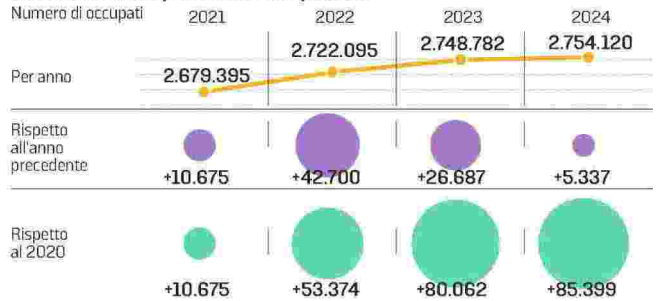 Numero di occupati 2021 2022 2023 2024
Per anno 2.679.395 2.722.095 2.748.782 2.754.120
Rispetto
all'anno
precedente
+10.675 +42.700 +26.687 +5.337
Rispetto
al 2020
+10.675 +53.374 +80.062 +85.399